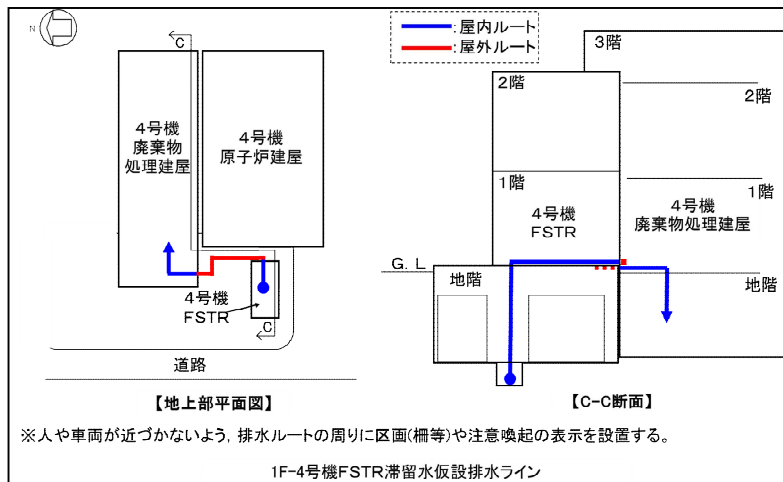 N
C
4号機
廃棄物
処理建屋
4号機
原子炉建屋
4号機
FSTR
C
道路
【地上部平面図】
:屋内ルート
:屋外ルート
3階
2階
2階
1階
1階
4号機
FSTR
4号機
廃棄物処理建屋
G.L
地階
地階
【C-C断面】
※人や車両が近づかないよう, 排水ルートの周りに区画(柵等)や注意喚起の表示を設置する。
1F-4号機FSTR滞留水仮設排水ライン